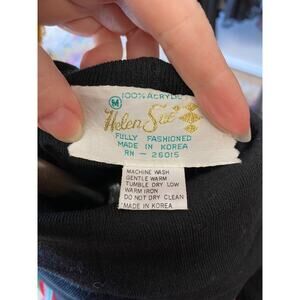 100% ACRYLIC
M
Helen Sue
FULLY FASHIONED
MADE IN KOREA
RN - 26015
MACHINE WASH
GENTLE WARM
TUMBLE DRY LOW
WARM IRON
DO NOT DRY CLEAN
MADE IN KOREA